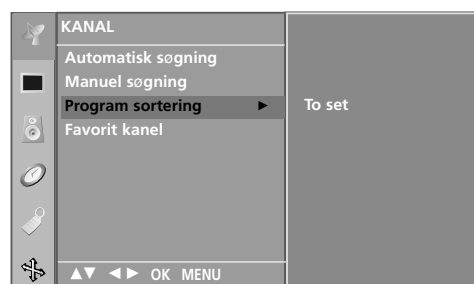 KANAL
Automatisk søgning
Manuel søgning
Program sortering ►
To set
Favorit kanel
▲▼ ◄► OK MENU